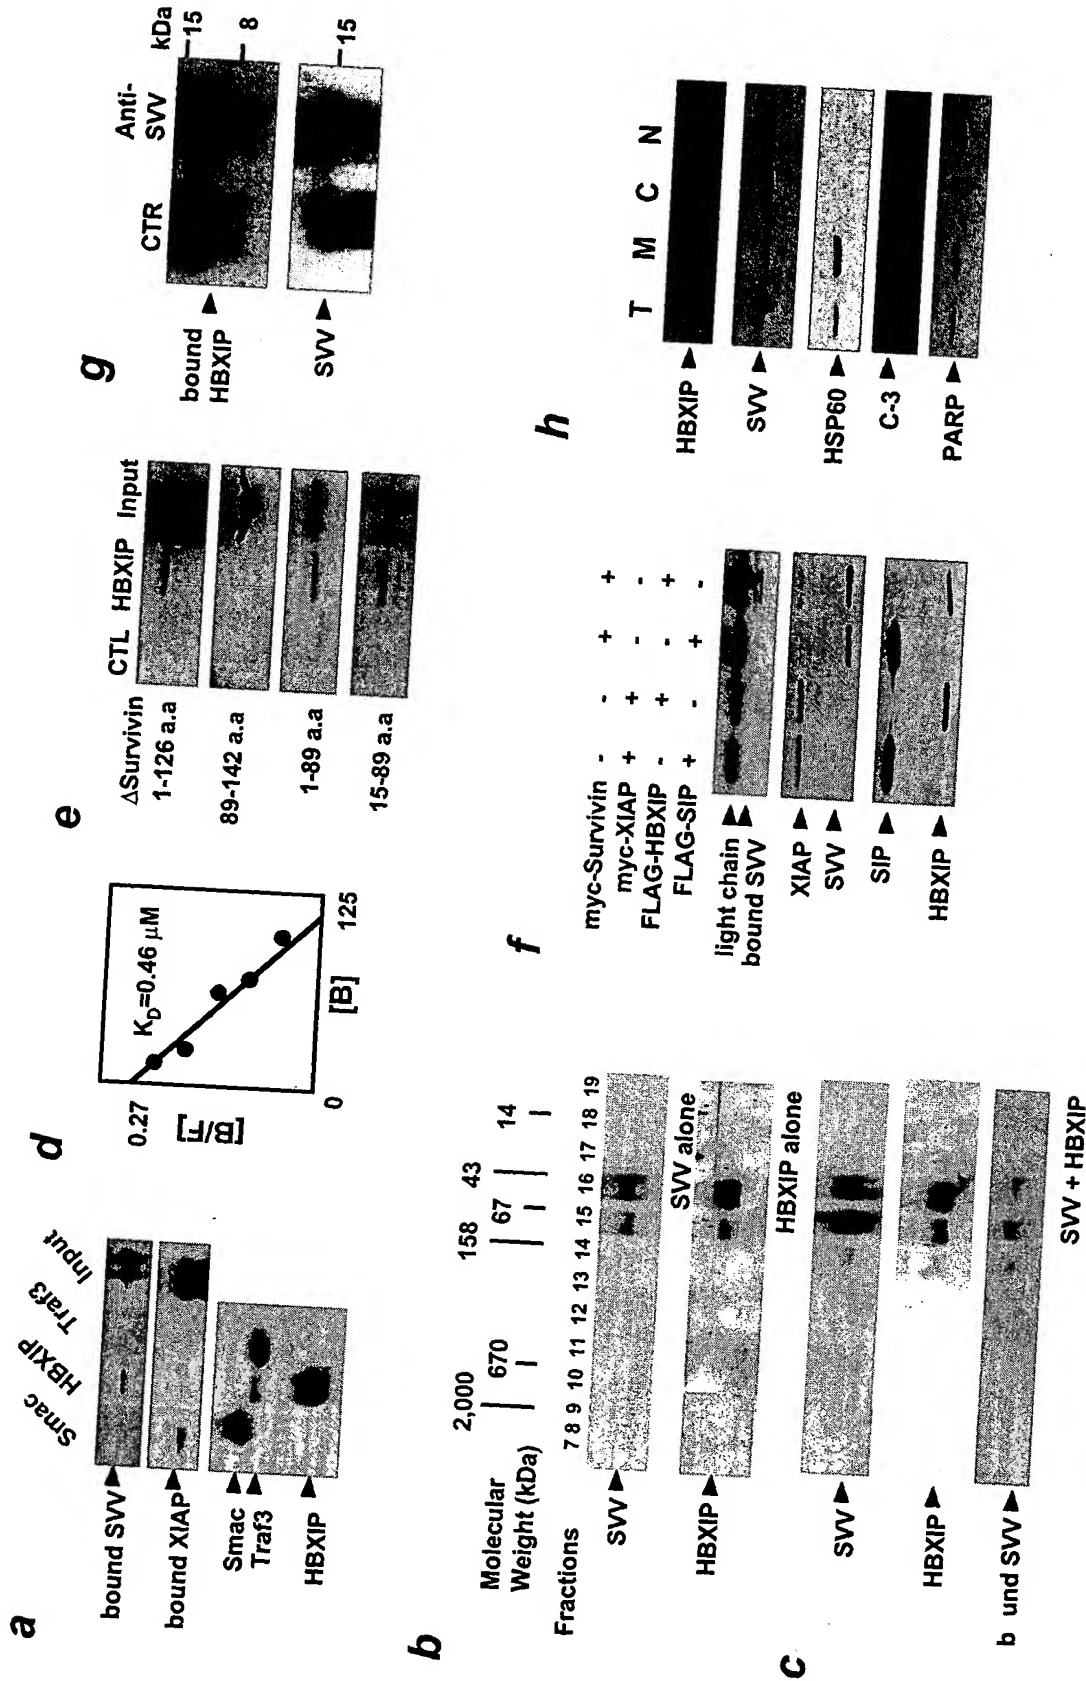 a
Smac HBXIP Traf3 Input
bound SVV
bound XIAP
Smac
Traf3
HBXIP
b
Molecular
Weight (kDa)
2,000 670 158 67 43 14
Fractions 7 8 9 10 11 12 13 14 15 16 17 18 19
SVV
SVV alone
HBXIP
HBXIP alone
c
SVV
HBXIP
b und SVV
SVV + HBXIP
d
0.27
[B/F]
K_D=0.46 µM
0 125
[B]
e
ΔSurvivin CTL HBXIP Input
1-126 a.a
89-142 a.a
1-89 a.a
15-89 a.a
f
myc-Survivin - - + +
myc-XIAP + + - -
FLAG-HBXIP - + - +
FLAG-SIP + - + -
light chain
bound SVV
XIAP
SVV
SIP
HBXIP
g
CTR Anti-
SVV
kDa
15
8
bound
HBXIP
SVV
15
h
T M C N
HBXIP
SVV
HSP60
C-3
PARP